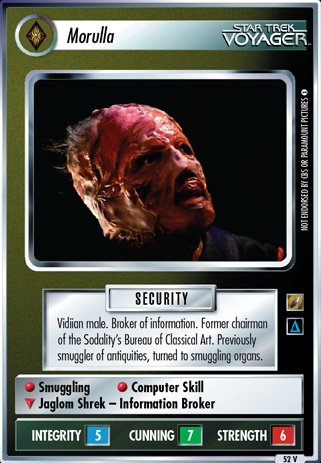 Morulla
STAR TREK
VOYAGER™
NOT ENDORSED BY CBS OR PARAMOUNT PICTURES
SECURITY
Vidiian male. Broker of information. Former chairman
of the Sodality's Bureau of Classical Art. Previously
smuggler of antiquities, turned to smuggling organs.
Smuggling Computer Skill
Jaglom Shrek – Information Broker
INTEGRITY 5 CUNNING 7 STRENGTH 6
52 V